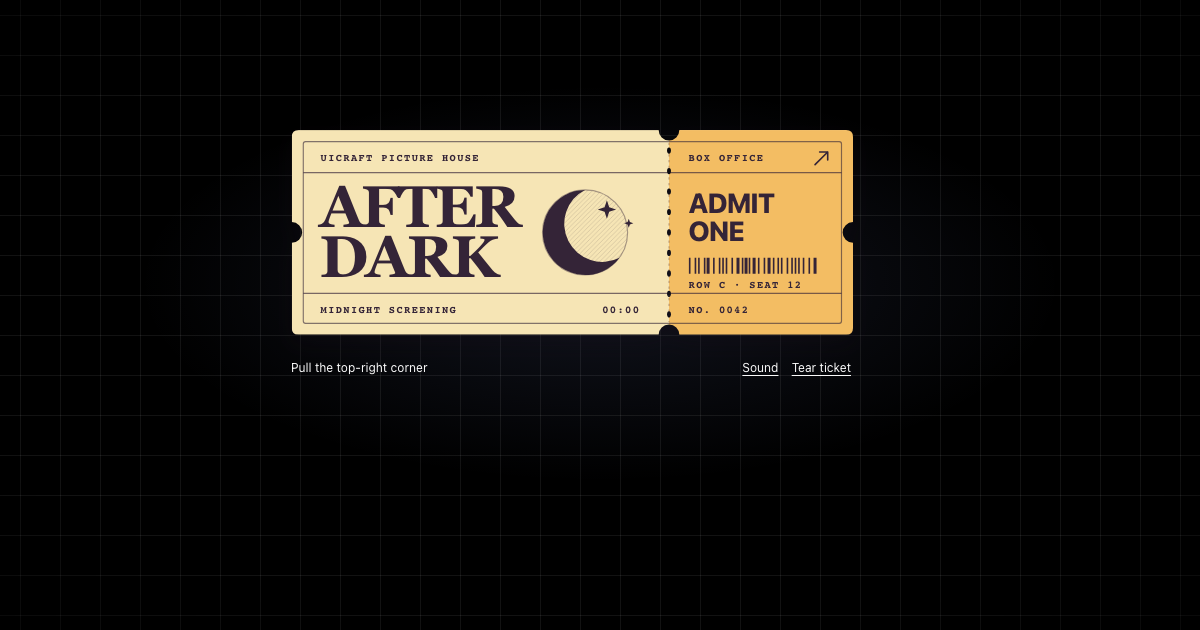 UICRAFT PICTURE HOUSE
AFTER
DARK
MIDNIGHT SCREENING 00:00
BOX OFFICE
ADMIT
ONE
ROW C · SEAT 12
NO. 0042
Pull the top-right corner
Sound Tear ticket